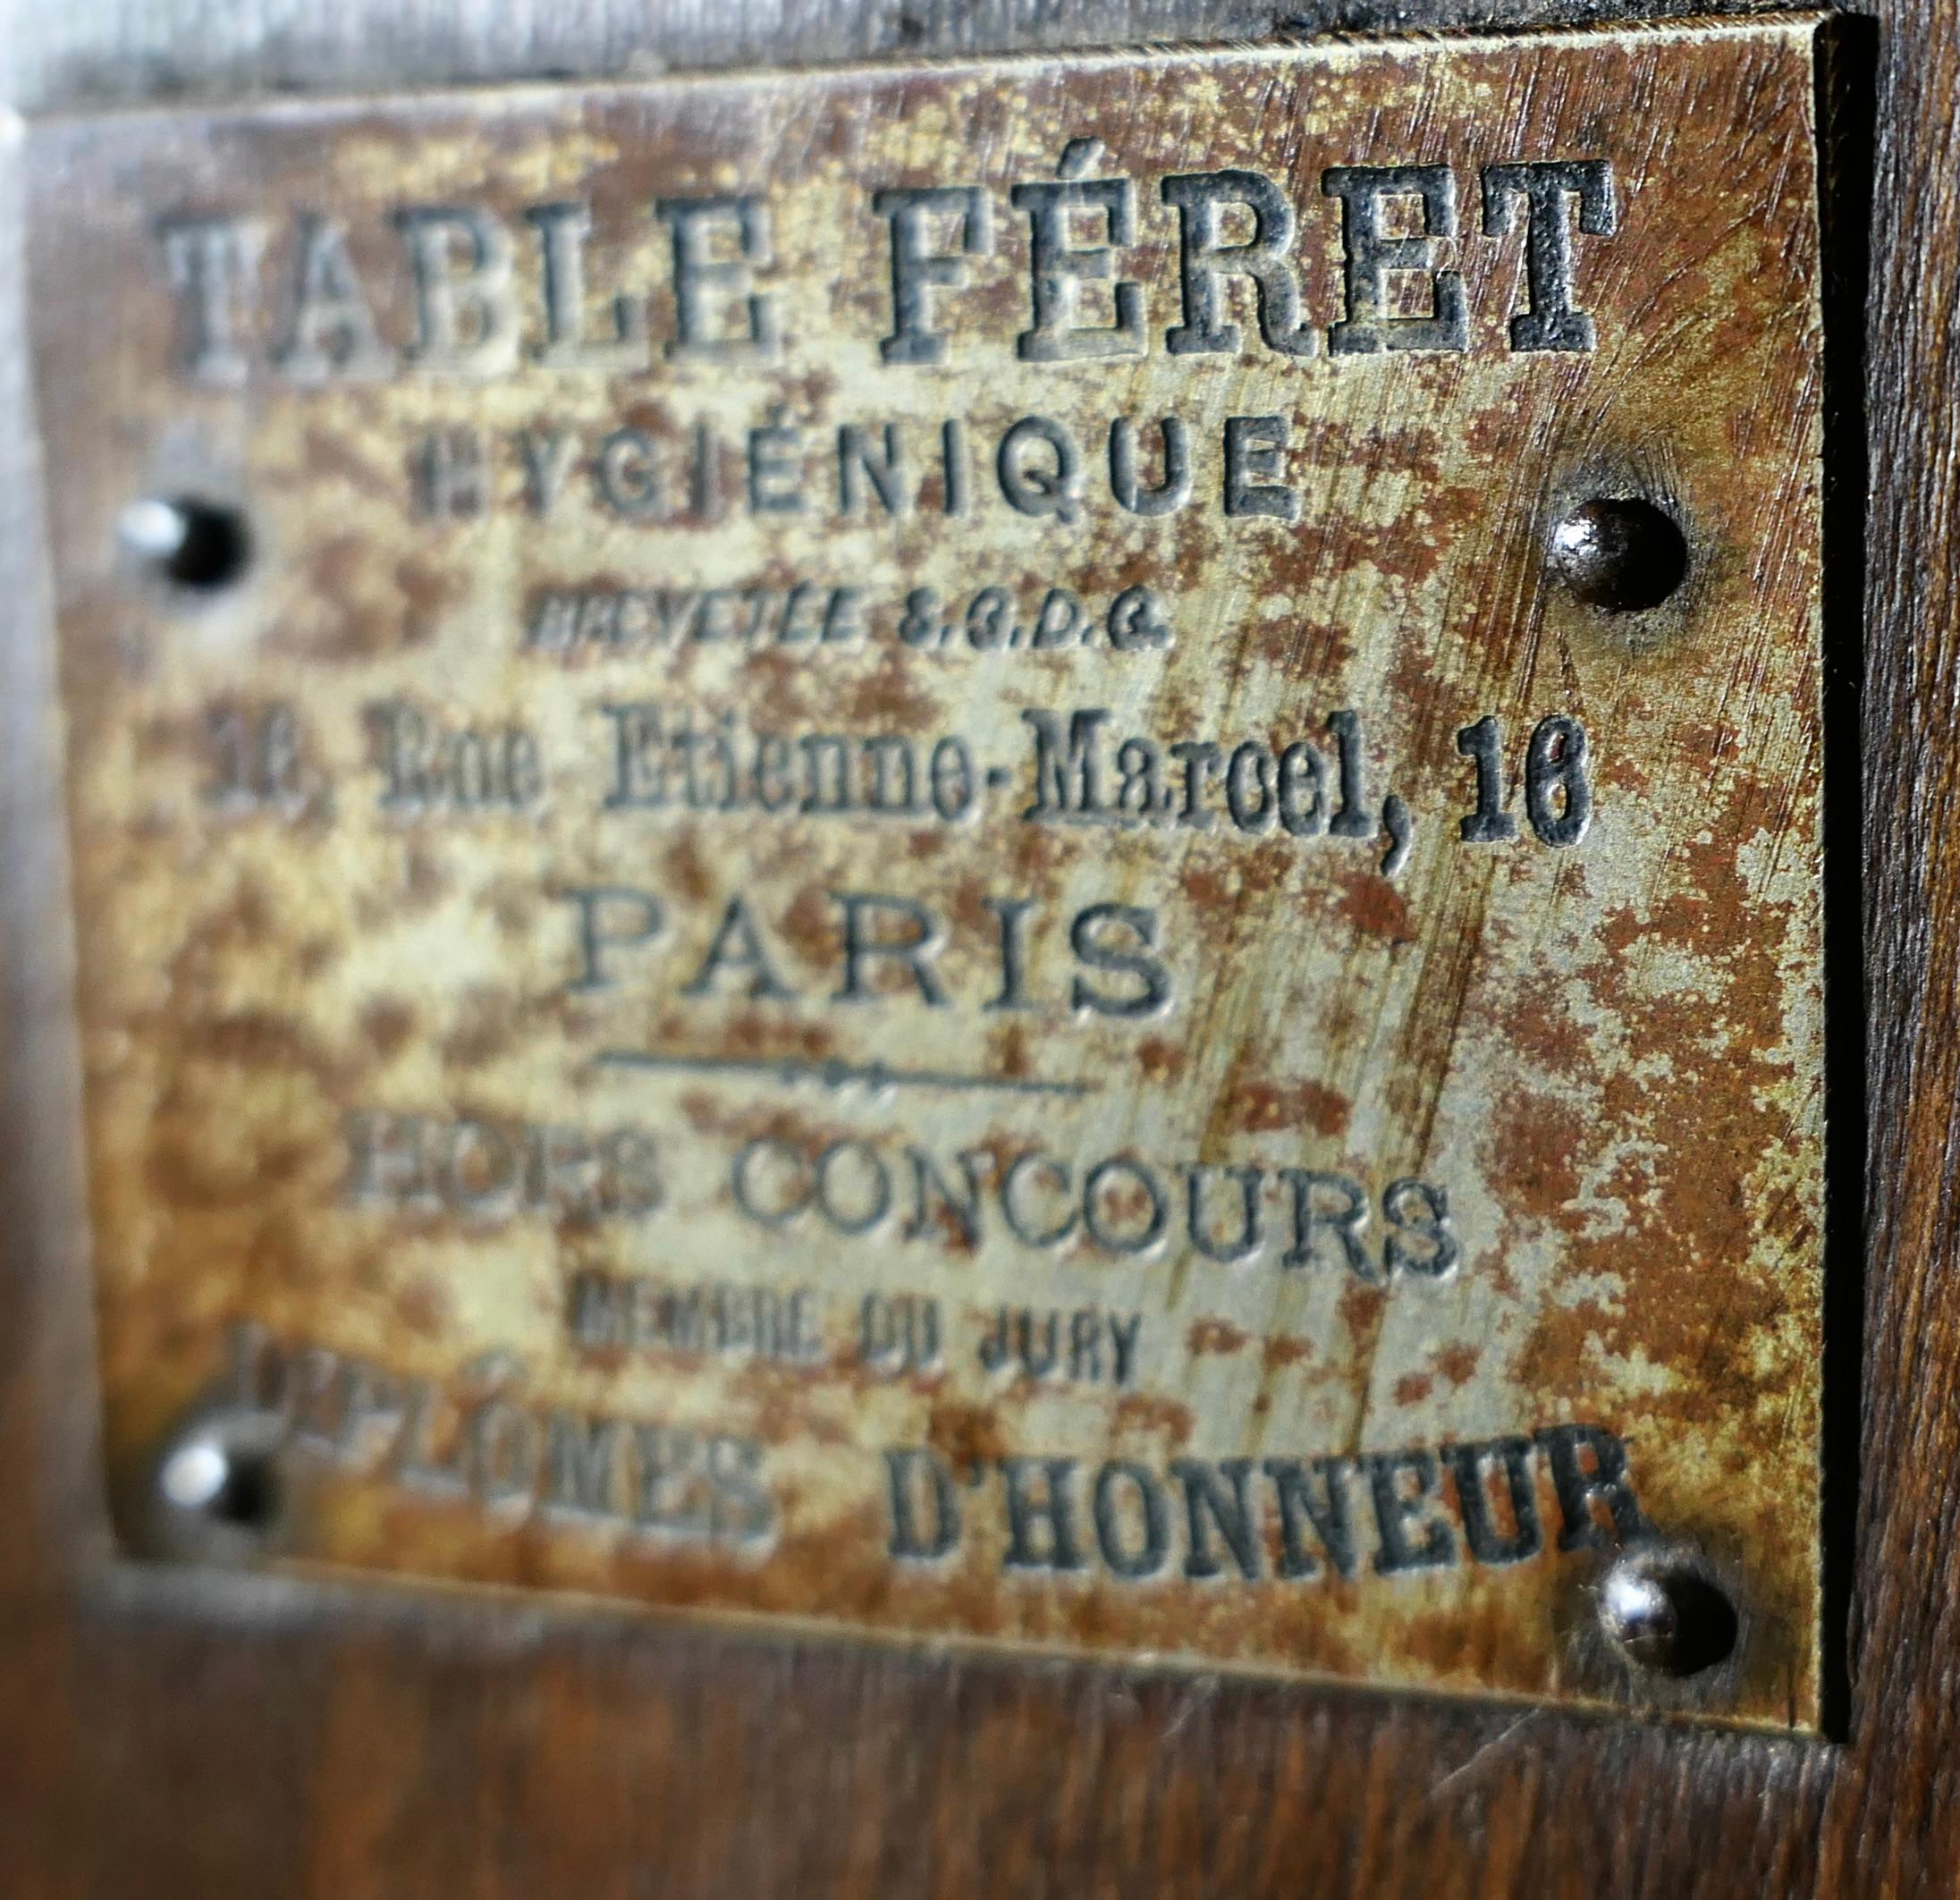 TABLE FÉRET
HYGIÉNIQUE
BREVETÉE S.G.D.G.
16, Rue Etienne-Marcel, 16
PARIS
HORS CONCOURS
MEMBRE DU JURY
DIPLÔMES D'HONNEUR